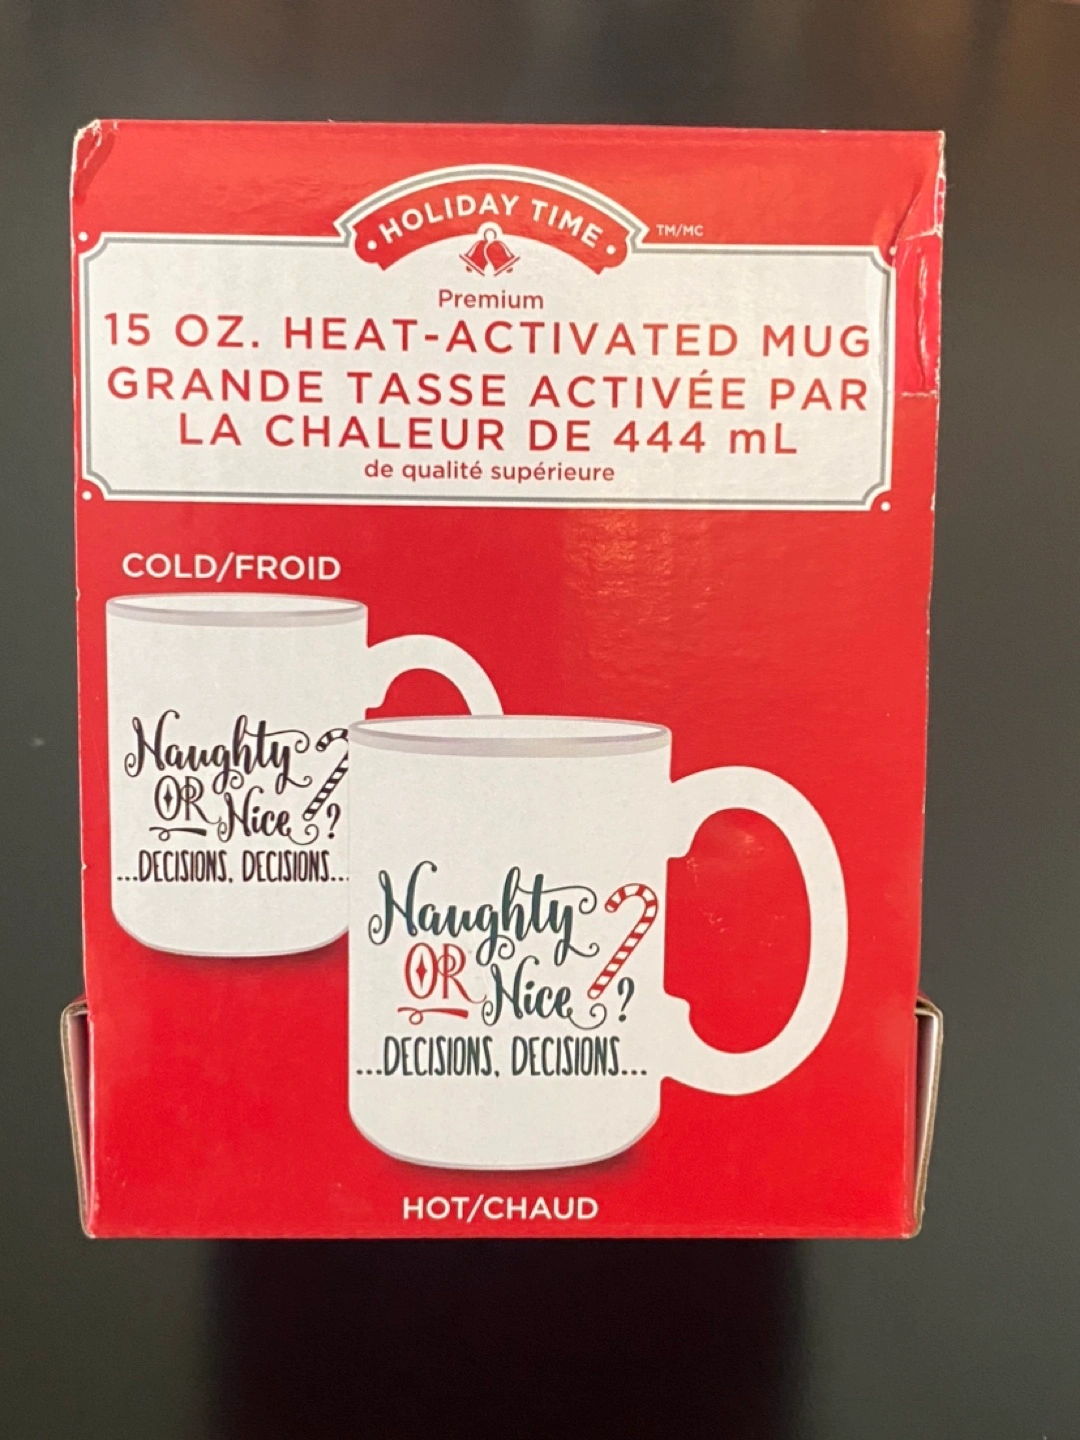 HOLIDAY TIME
TM/MC
Premium
15 OZ. HEAT-ACTIVATED MUG
GRANDE TASSE ACTIVÉE PAR
LA CHALEUR DE 444 mL
de qualité supérieure
COLD/FROID
Naughty
OR Nice ?
...DECISIONS, DECISIONS...
Naughty
OR Nice ?
...DECISIONS, DECISIONS...
HOT/CHAUD